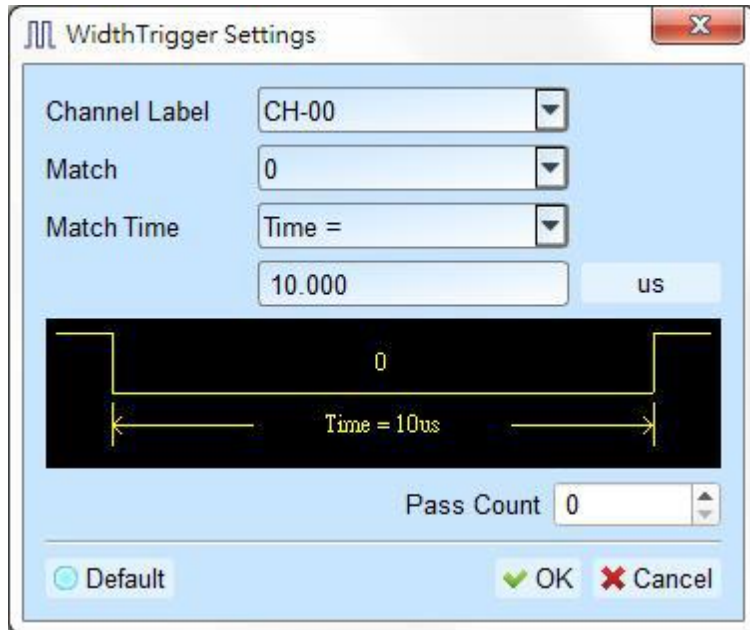 WidthTrigger Settings
Channel Label CH-00
Match 0
Match Time Time =
10.000 us
0
Time = 10us
Pass Count 0
Default OK Cancel